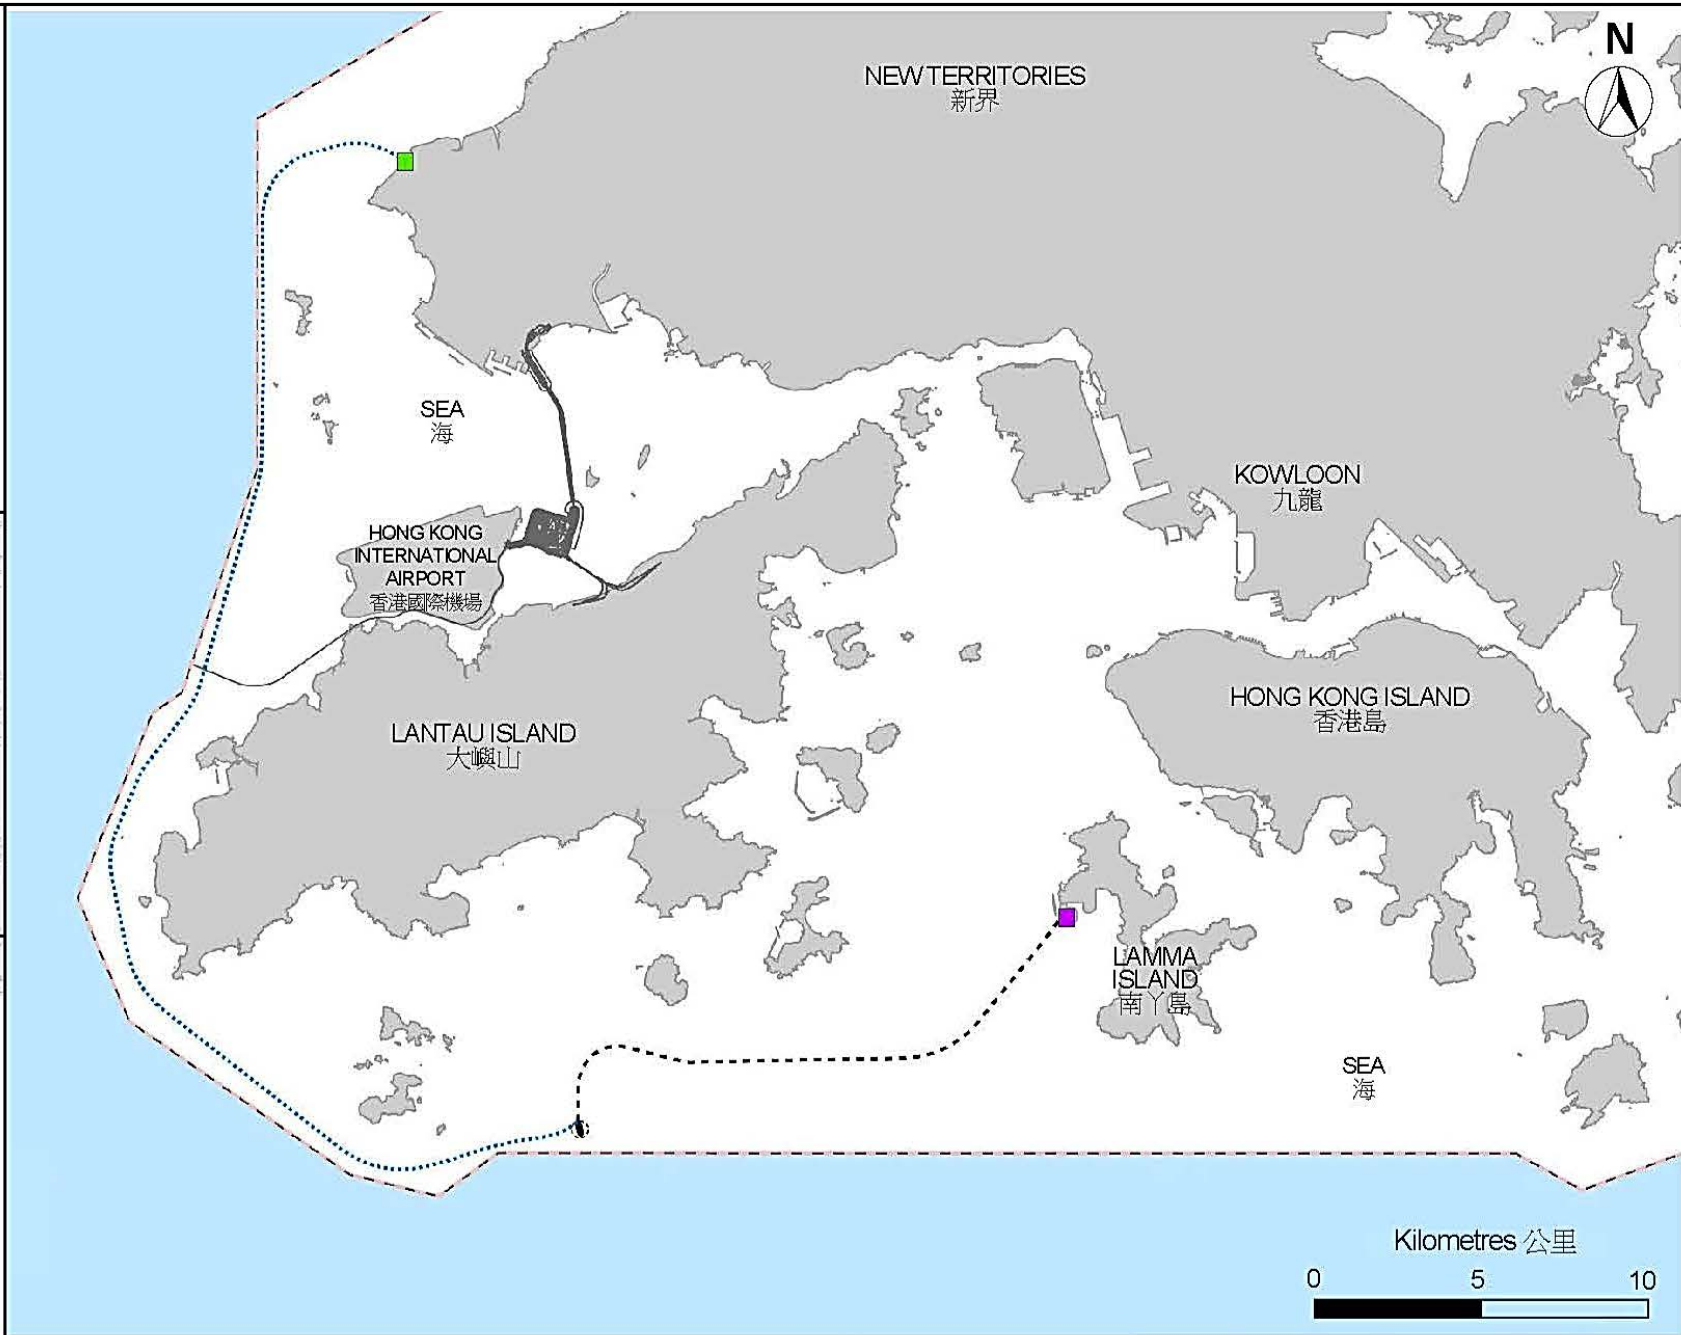 N
NEW TERRITORIES
新界
SEA
海
KOWLOON
九龍
HONG KONG
INTERNATIONAL
AIRPORT
香港國際機場
HONG KONG ISLAND
香港島
LANTAU ISLAND
大嶼山
LAMMA
ISLAND
南丫島
SEA
海
Kilometres 公里
0 5 10